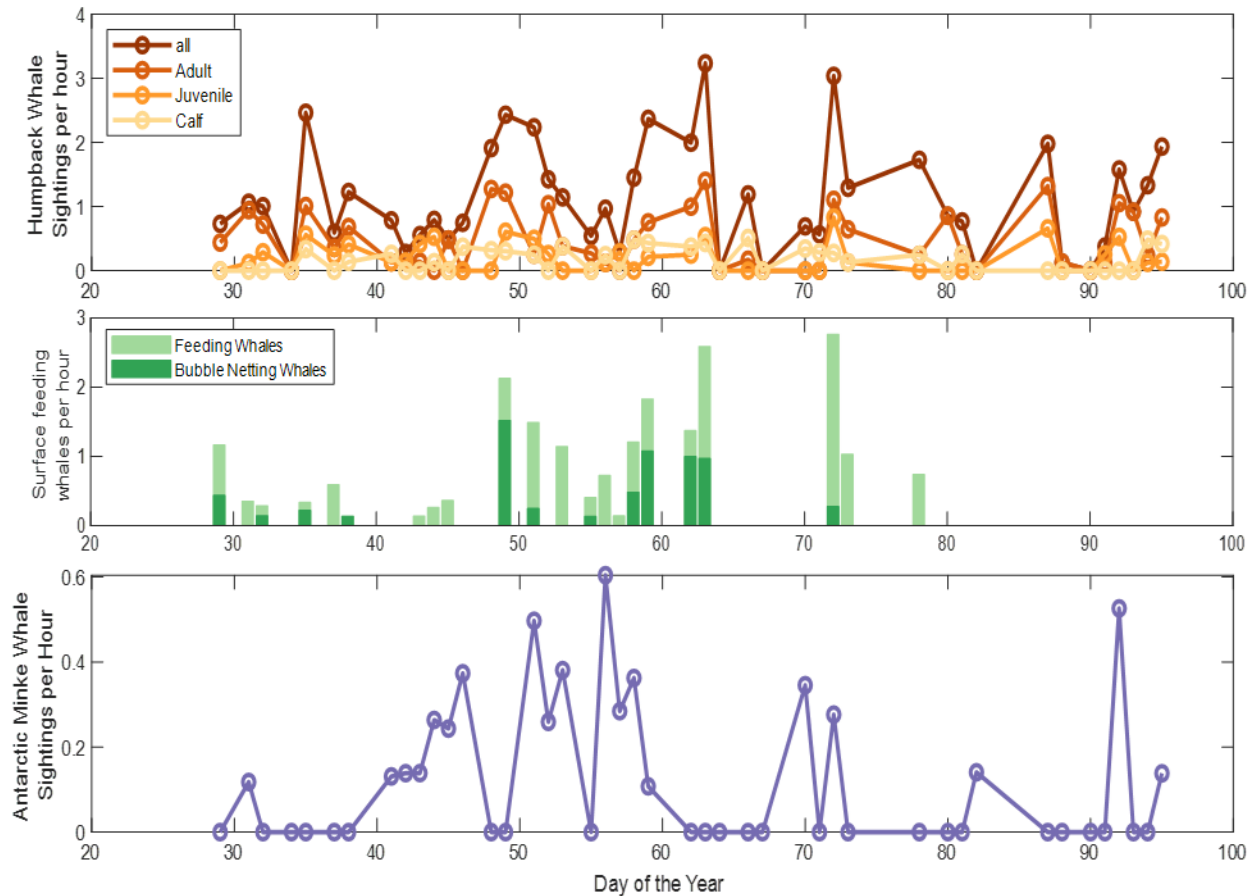 Humpback Whale
Sightings per hour
4
3
2
1
0
all
Adult
Juvenile
Calf
20 30 40 50 60 70 80 90 100
Surface feeding
whales per hour
3
2
1
0
Feeding Whales
Bubble Netting Whales
20 30 40 50 60 70 80 90 100
Antarctic Minke Whale
Sightings per Hour
0.6
0.4
0.2
0
20 30 40 50 60 70 80 90 100
Day of the Year